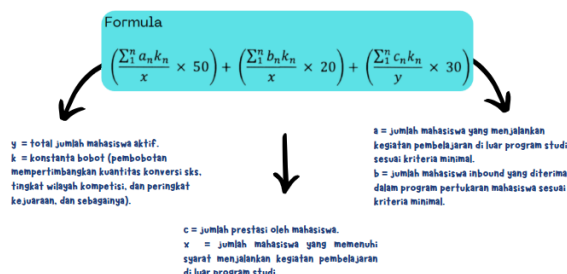 Formula
(∑₁ⁿ aₙkₙ / x × 50) + (∑₁ⁿ bₙkₙ / x × 20) + (∑₁ⁿ cₙkₙ / y × 30)
y = total jumlah mahasiswa aktif.
k = konstanta bobot (pembobotan
mempertimbangkan kuantitas konversi sks,
tingkat wilayah kompetisi, dan peringkat
kejuaraan, dan sebagainya).
c = jumlah prestasi oleh mahasiswa.
x = jumlah mahasiswa yang memenuhi
syarat menjalankan kegiatan pembelajaran
di luar program studi
a = jumlah mahasiswa yang menjalankan
kegiatan pembelajaran di luar program studi
sesuai kriteria minimal.
b = jumlah mahasiswa inbound yang diterima
dalam program pertukaran mahasiswa sesuai
kriteria minimal.